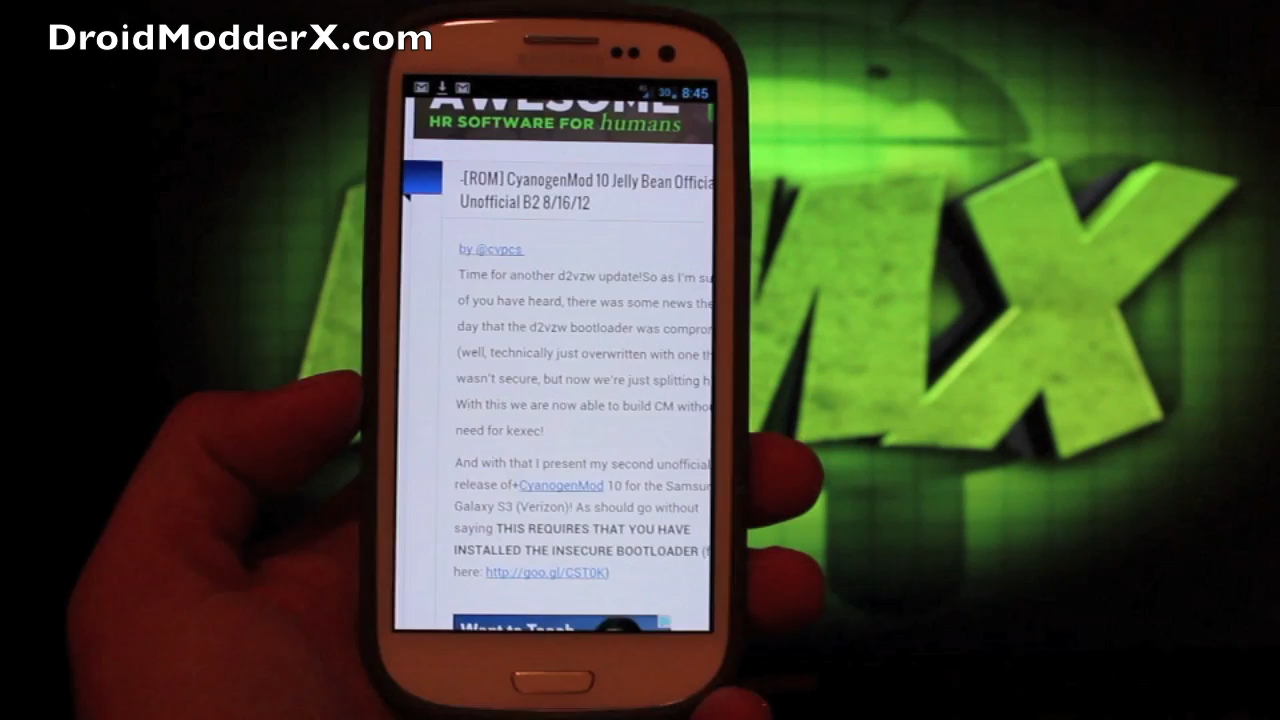 DroidModderX.com
8:45
AWESOME
HR SOFTWARE FOR humans
-[ROM] CyanogenMod 10 Jelly Bean Officia
Unofficial B2 8/16/12
by @cvpcs
Time for another d2vzw update!So as I'm su
of you have heard, there was some news the
day that the d2vzw bootloader was compron
(well, technically just overwritten with one th
wasn't secure, but now we're just splitting h
With this we are now able to build CM witho
need for kexec!
And with that I present my second unofficial
release of+CyanogenMod 10 for the Samsu
Galaxy S3 (Verizon)! As should go without
saying THIS REQUIRES THAT YOU HAVE
INSTALLED THE INSECURE BOOTLOADER (f
here: http://goo.gl/CST0K)
Want to Teach
X